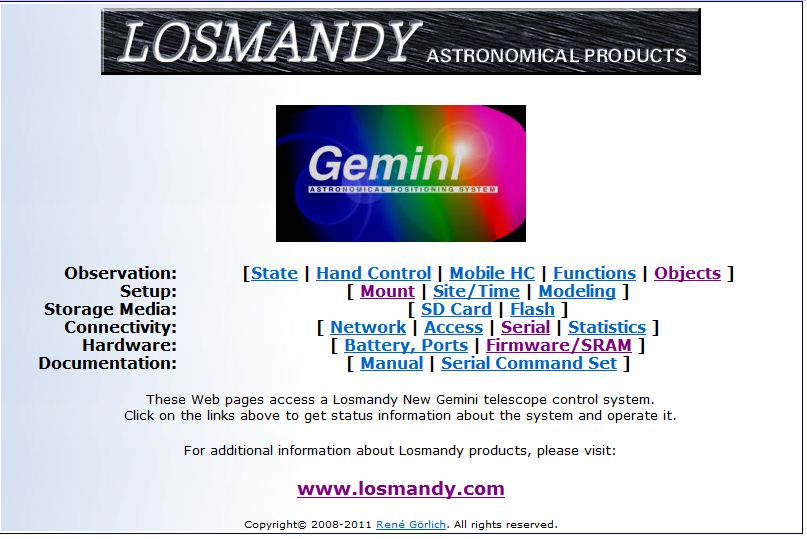 LOSMANDY ASTRONOMICAL PRODUCTS
Gemini
ASTRONOMICAL POSITIONING SYSTEM
Observation: [State | Hand Control | Mobile HC | Functions | Objects ]
Setup: [ Mount | Site/Time | Modeling ]
Storage Media: [ SD Card | Flash ]
Connectivity: [ Network | Access | Serial | Statistics ]
Hardware: [ Battery, Ports | Firmware/SRAM ]
Documentation: [ Manual | Serial Command Set ]
These Web pages access a Losmandy New Gemini telescope control system.
Click on the links above to get status information about the system and operate it.
For additional information about Losmandy products, please visit:
www.losmandy.com
Copyright© 2008-2011 René Görlich. All rights reserved.